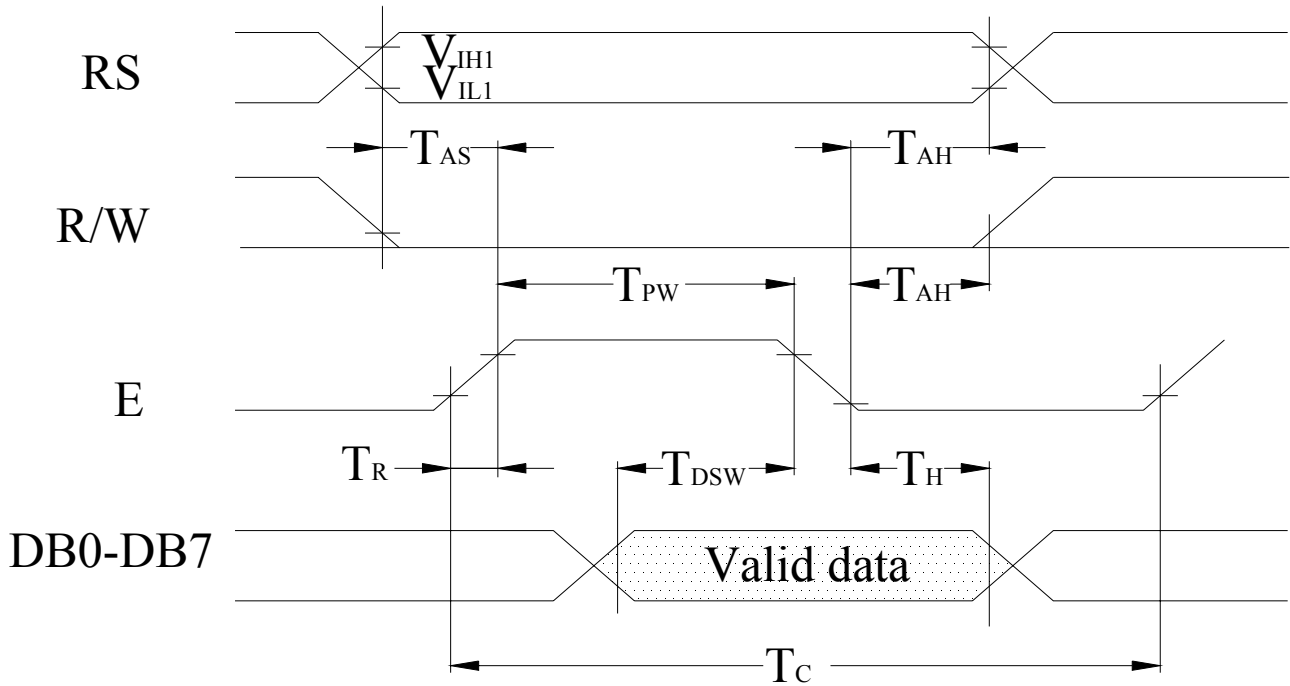 RS
VIH1
VIL1
TAS
TAH
R/W
TPW
TAH
E
TR
TDSW
TH
DB0-DB7
Valid data
TC